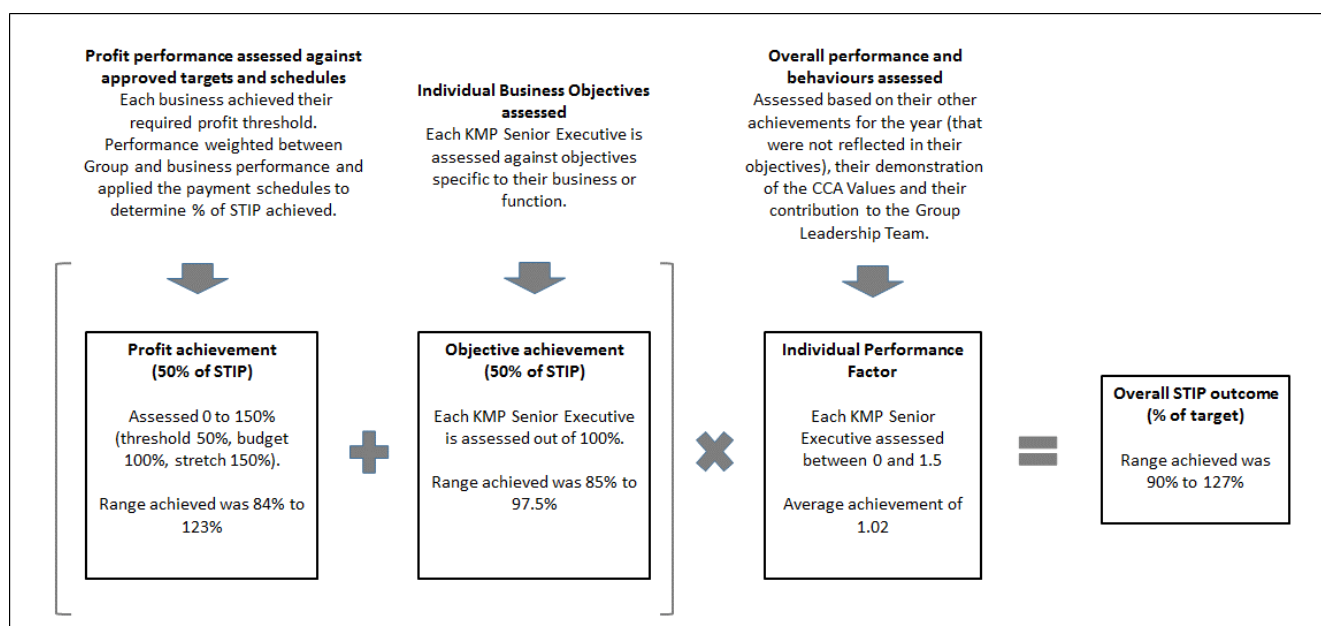 Profit performance assessed against
approved targets and schedules
Each business achieved their
required profit threshold.
Performance weighted between
Group and business performance and
applied the payment schedules to
determine % of STIP achieved.
Individual Business Objectives
assessed
Each KMP Senior Executive is
assessed against objectives
specific to their business or
function.
Overall performance and
behaviours assessed
Assessed based on their other
achievements for the year (that
were not reflected in their
objectives), their demonstration
of the CCA Values and their
contribution to the Group
Leadership Team.
Profit achievement
(50% of STIP)
Assessed 0 to 150%
(threshold 50%, budget
100%, stretch 150%).
Range achieved was 84% to
123%
Objective achievement
(50% of STIP)
Each KMP Senior Executive
is assessed out of 100%.
Range achieved was 85% to
97.5%
Individual Performance
Factor
Each KMP Senior
Executive assessed
between 0 and 1.5
Average achievement of
1.02
Overall STIP outcome
(% of target)
Range achieved was
90% to 127%